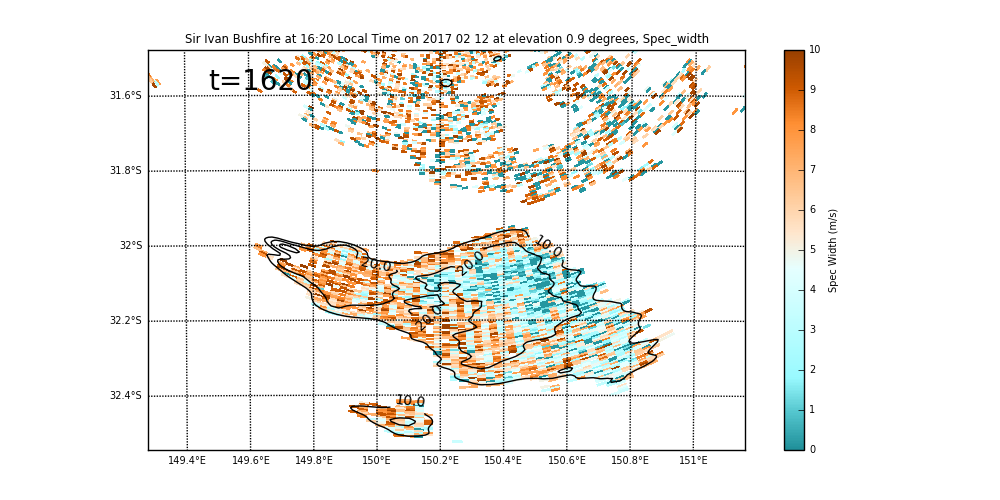 Sir Ivan Bushfire at 16:20 Local Time on 2017 02 12 at elevation 0.9 degrees, Spec_width
t=1620
31.6°S
31.8°S
32°S
32.2°S
32.4°S
149.4°E 149.6°E 149.8°E 150°E 150.2°E 150.4°E 150.6°E 150.8°E 151°E
10.0
20.0
20.0
10.0
10
9
8
7
6
5
4
3
2
1
0
Spec Width (m/s)